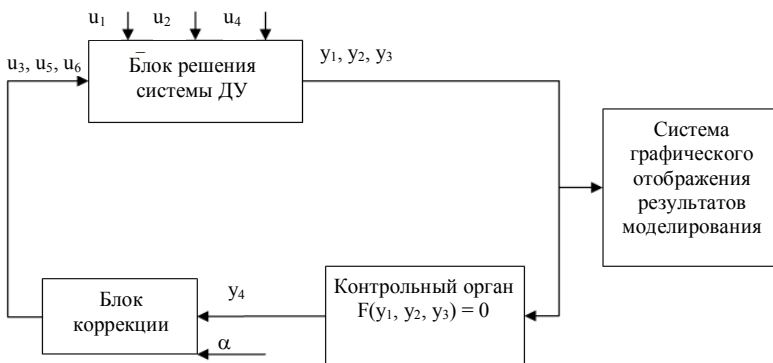 u₁ u₂ u₄
u₃, u₅, u₆
Блок решения
системы ДУ
y₁, y₂, y₃
Система
графического
отображения
результатов
моделирования
Контрольный орган
F(y₁, y₂, y₃) = 0
y₄
Блок
коррекции
α